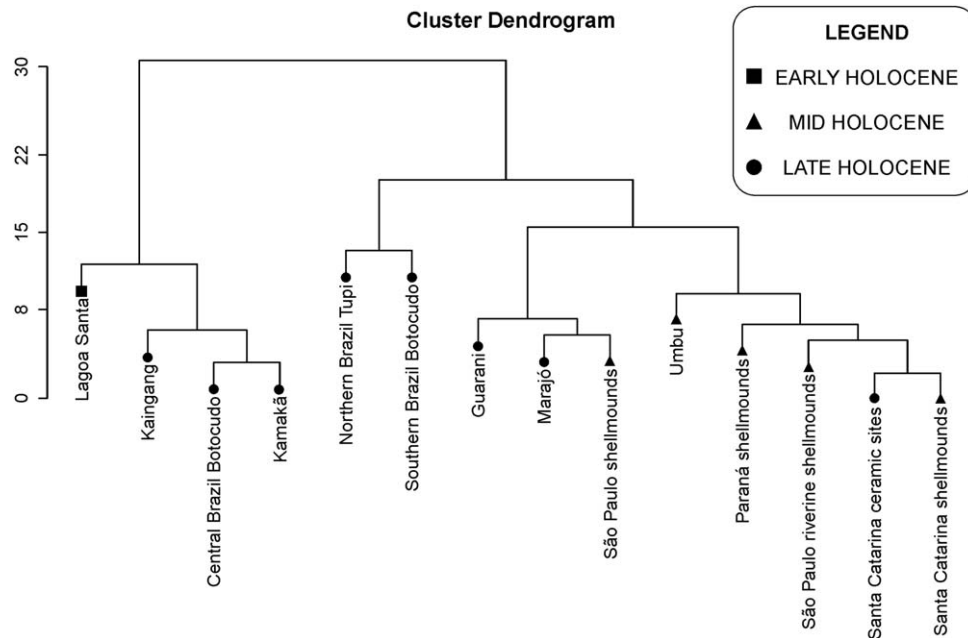 Cluster Dendrogram
LEGEND
EARLY HOLOCENE
MID HOLOCENE
LATE HOLOCENE
30
22
15
8
0
Lagoa Santa
Kaingang
Central Brazil Botocudo
Kamakã
Northern Brazil Tupi
Southern Brazil Botocudo
Guarani
Marajó
São Paulo shellmounds
Umbu
Paraná shellmounds
São Paulo riverine shellmounds
Santa Catarina ceramic sites
Santa Catarina shellmounds